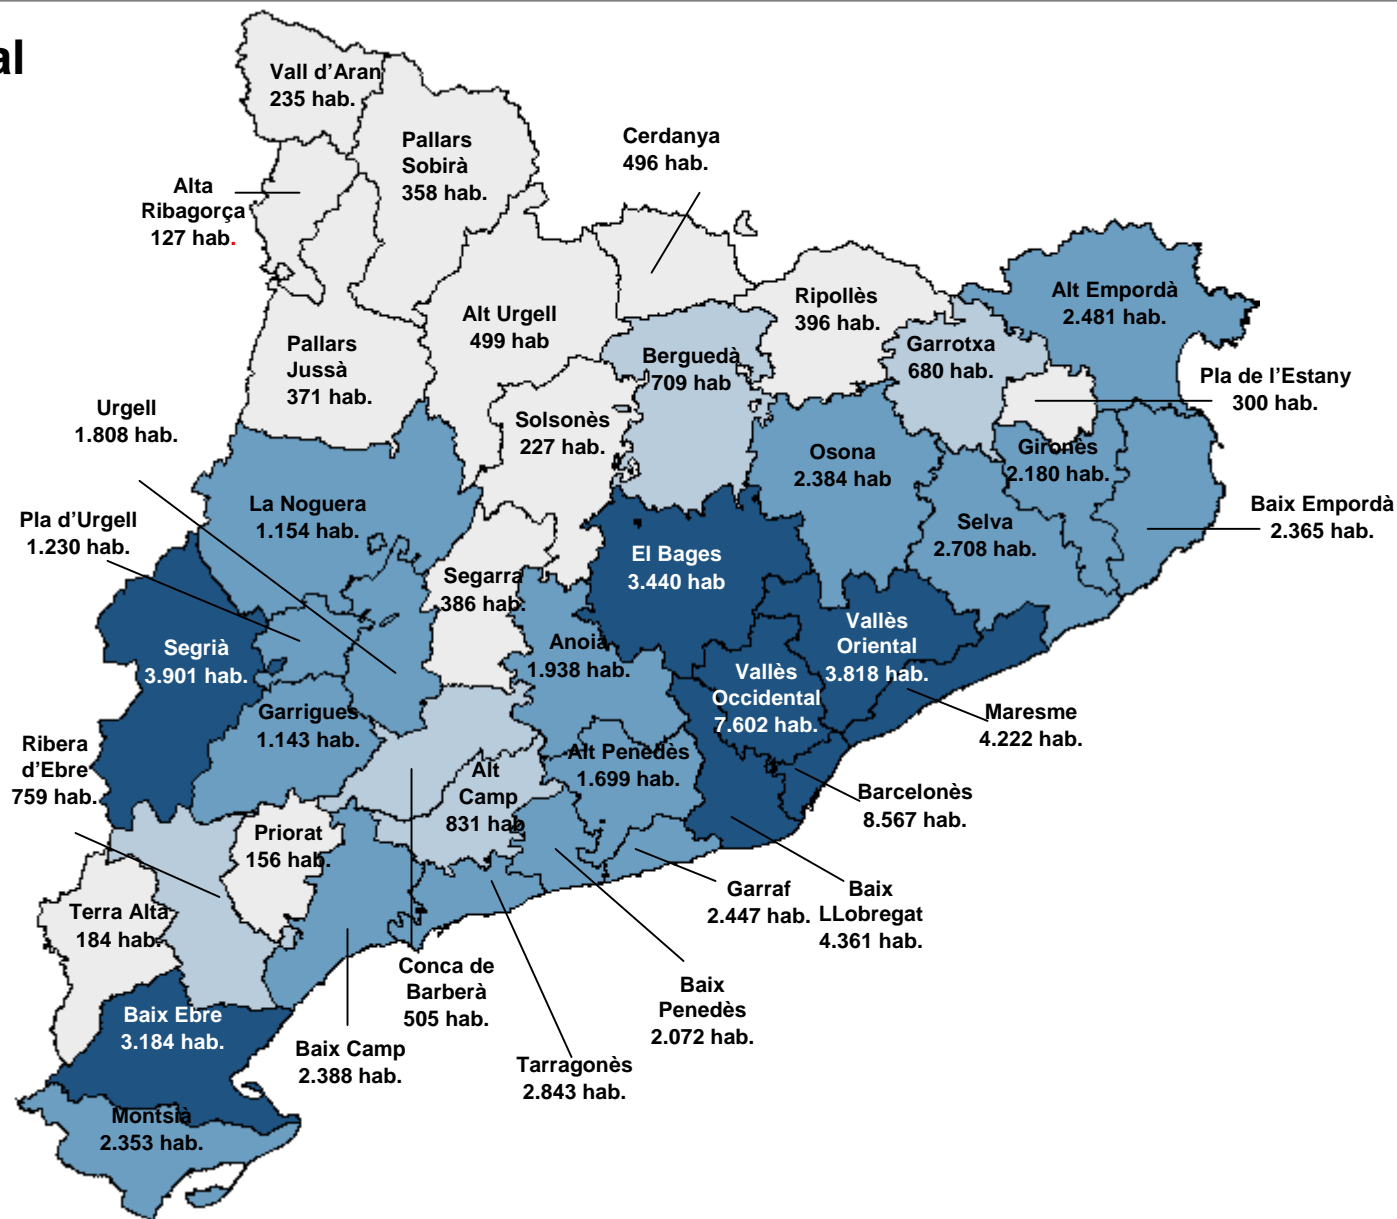 al
Vall d’Aran
235 hab.
Pallars
Sobirà
358 hab.
Cerdanya
496 hab.
Alta
Ribagorça
127 hab.
Ripollès
396 hab.
Alt Empordà
2.481 hab.
Alt Urgell
499 hab
Pallars
Jussà
371 hab.
Berguedà
709 hab
Garrotxa
680 hab.
Pla de l’Estany
300 hab.
Urgell
1.808 hab.
Solsonès
227 hab.
Osona
2.384 hab
Gironès
2.180 hab.
La Noguera
1.154 hab.
Baix Empordà
2.365 hab.
Pla d’Urgell
1.230 hab.
Selva
2.708 hab.
El Bages
3.440 hab
Segarra
386 hab.
Segrià
3.901 hab.
Anoia
1.938 hab.
Vallès
Oriental
3.818 hab.
Vallès
Occidental
7.602 hab.
Maresme
4.222 hab.
Garrigues
1.143 hab.
Ribera
d’Ebre
759 hab.
Alt Penedès
1.699 hab.
Alt
Camp
831 hab
Barcelonès
8.567 hab.
Priorat
156 hab.
Garraf
2.447 hab.
Baix
LLobregat
4.361 hab.
Terra Alta
184 hab.
Conca de
Barberà
505 hab.
Baix
Penedès
2.072 hab.
Baix Ebre
3.184 hab.
Baix Camp
2.388 hab.
Tarragonès
2.843 hab.
Montsià
2.353 hab.